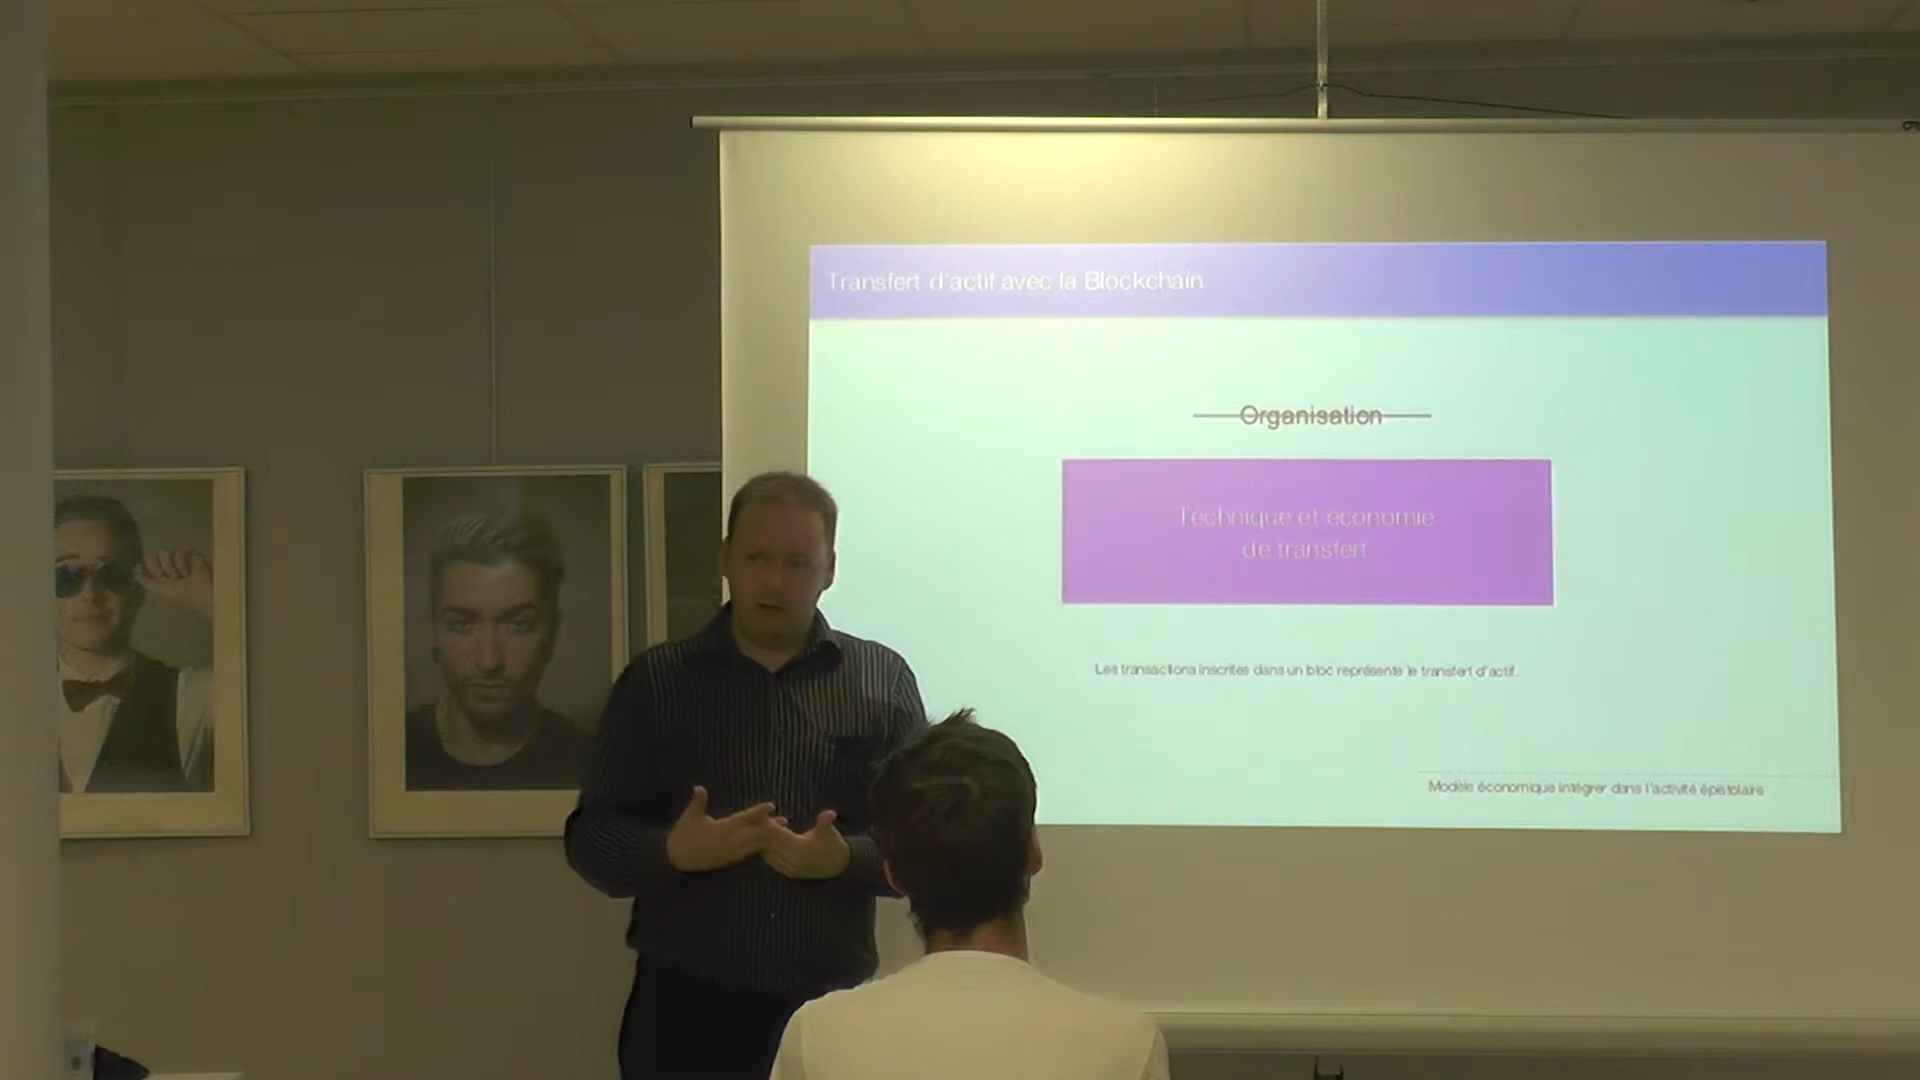 Transfert d'actif avec la Blockchain
Organisation
Technique et économie
de transfert
Les transactions inscrites dans un bloc représente le transfert d'actif.
Modèle économique intégrer dans l'activité épistolaire